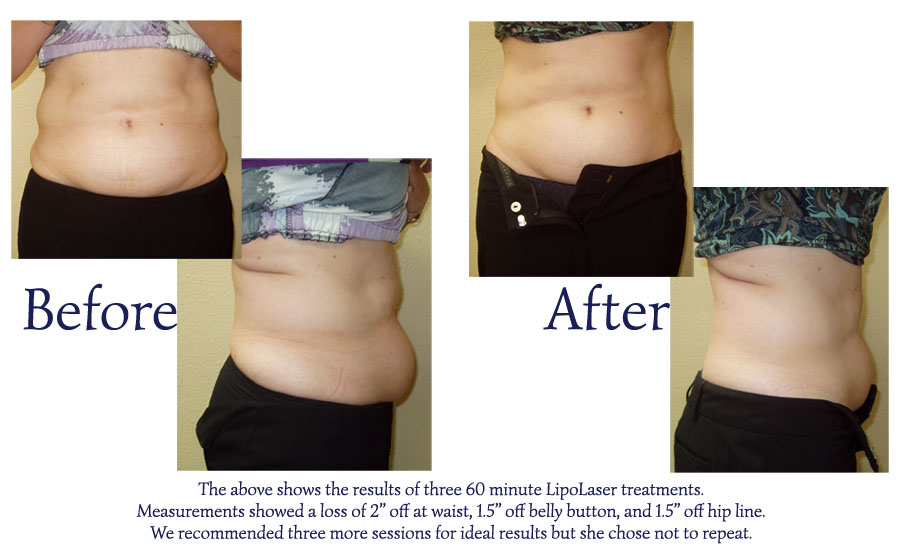 Before
After
The above shows the results of three 60 minute LipoLaser treatments.
Measurements showed a loss of 2” off at waist, 1.5” off belly button, and 1.5” off hip line.
We recommended three more sessions for ideal results but she chose not to repeat.